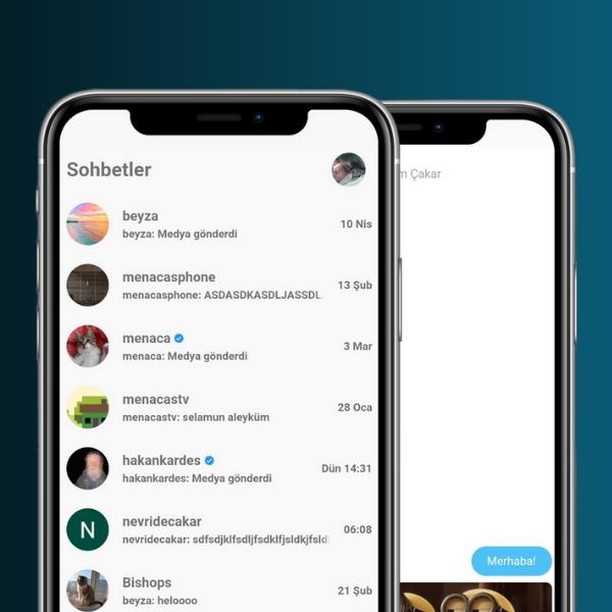 Sohbetler
beyza
beyza: Medya gönderdi
10 Nis
menacasphone
menacasphone: ASDASDKASDLJASSDL
13 Şub
menaca
menaca: Medya gönderdi
3 Mar
menacastv
menacastv: selamun aleyküm
28 Oca
hakankardes
hakankardes: Medya gönderdi
Dün 14:31
N
nevridecakar
nevridecakar: sdfsdjklfsdljfsdklfjsldkjfsld
06:08
Bishops
beyza: heloooo
21 Şub
Çakar
Merhaba!